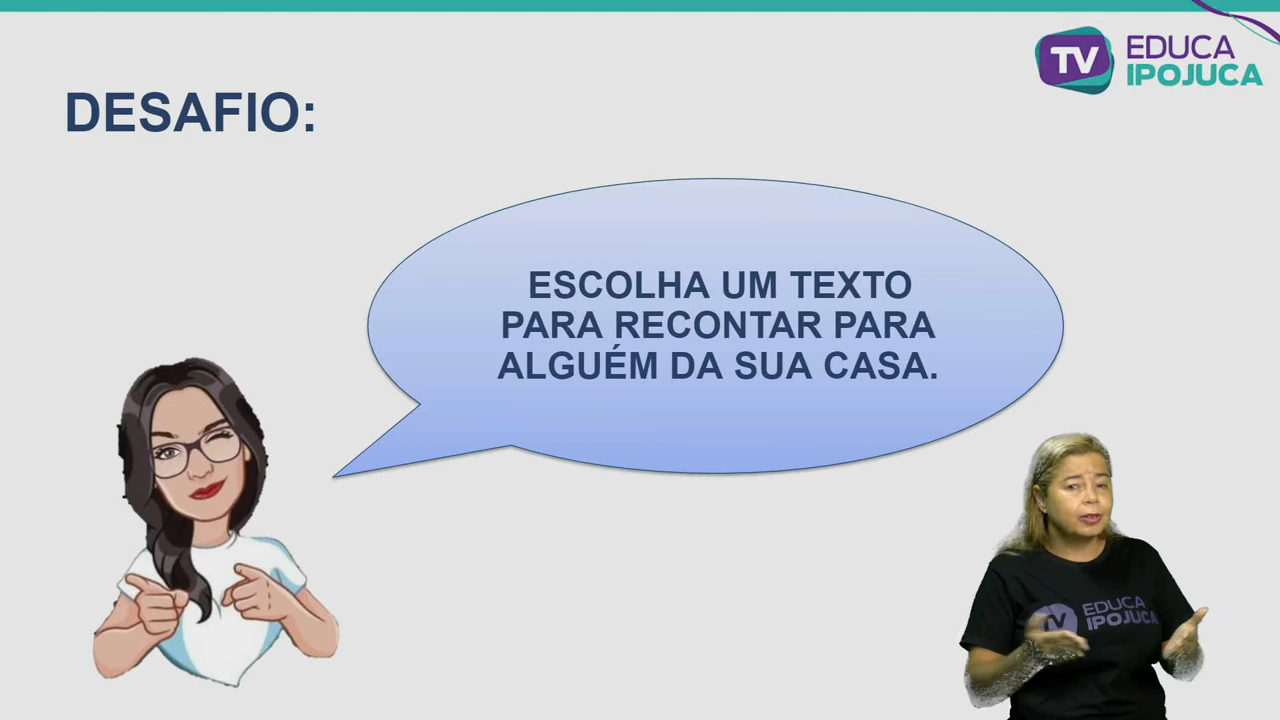 TV EDUCA
IPOJUCA
DESAFIO:
ESCOLHA UM TEXTO
PARA RECONTAR PARA
ALGUÉM DA SUA CASA.
TV EDUCA
IPOJUCA